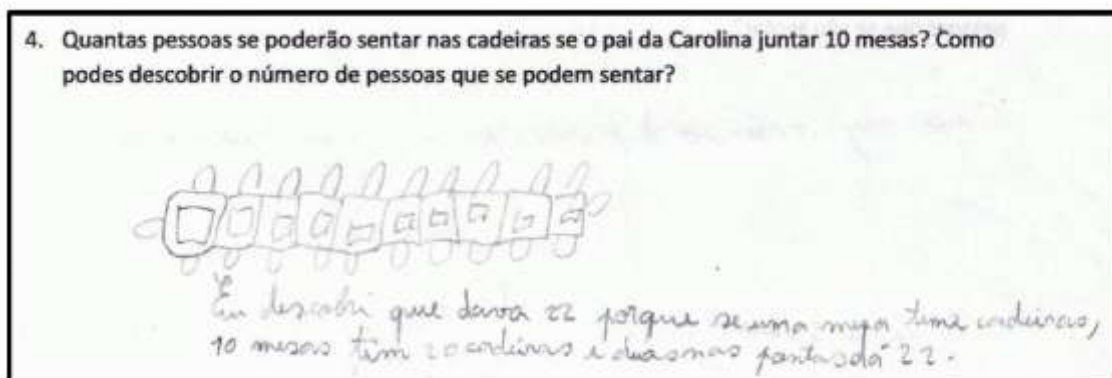 4. Quantas pessoas se poderão sentar nas cadeiras se o pai da Carolina juntar 10 mesas? Como
podes descobrir o número de pessoas que se podem sentar?
Eu descobri que dava 22 porque se uma mesa tem cadeiras,
10 mesas tem 20 cadeiras e duas nas pontas dá 22.